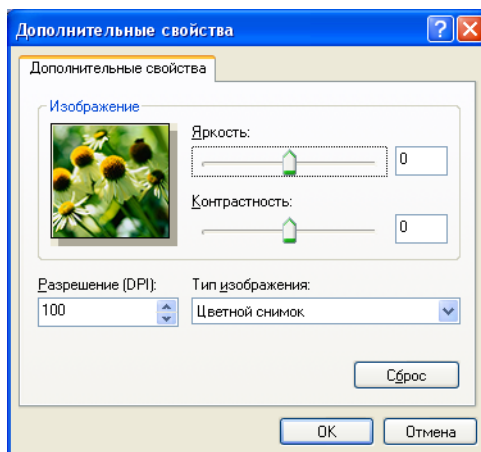 Дополнительные свойства
Дополнительные свойства
Изображение
Яркость:
0
Контрастность:
0
Разрешение (DPI):
Тип изображения:
100
Цветной снимок
Сброс
OK
Отмена